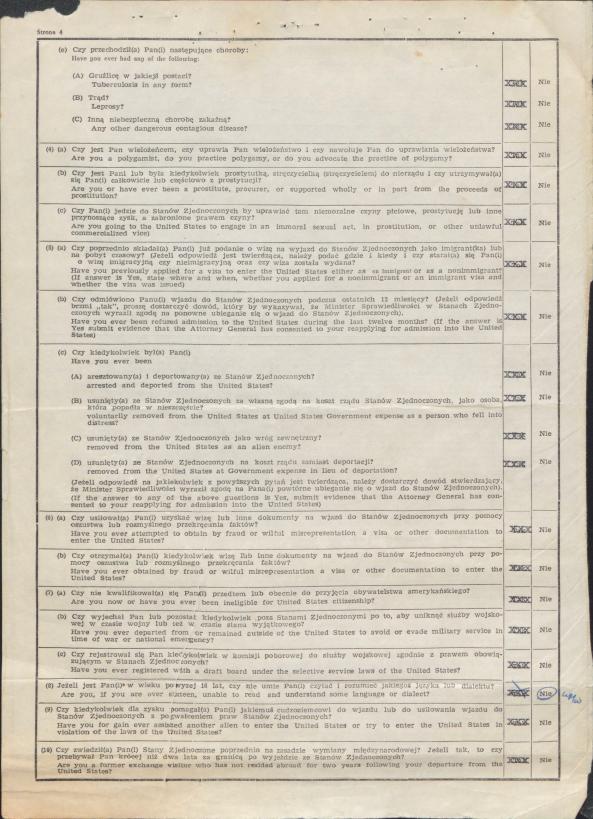 Strona 4
(e) Czy przechodził(a) Pan(i) następujące choroby:
Have you ever had any of the following:
(A) Gruźlicę w jakiejś postaci?
Tuberculosis in any form? XXX Nie
(B) Trąd?
Leprosy? XXX Nie
(C) Inną niebezpieczną chorobę zakaźną?
Any other dangerous contagious disease? XXX Nie
(4) (a) Czy jest Pan wielożeńcem, czy uprawia Pan wielożeństwo i czy nawołuje Pan do uprawiania wielożeństwa?
Are you a polygamist, do you practice polygamy, or do you advocate the practice of polygamy? XXX Nie
(b) Czy jest Pani lub była kiedykolwiek prostytutką, stręczycielką (stręczycielem) do nierządu i czy utrzymywał(a)
się Pan(i) całkowicie lub częściowo z prostytucji?
Are you or have ever been a prostitute, procurer, or supported wholly or in part from the proceeds of
prostitution? XXX Nie
(c) Czy Pan(i) jedzie do Stanów Zjednoczonych by uprawiać tam niemoralne czyny płciowe, prostytucję lub inne
przynoszące zysk, a zabronione prawem czyny?
Are you going to the United States to engage in an immoral sexual act, in prostitution, or other unlawful
commercialized vice) XXX Nie
(5) (a) Czy poprzednio składał(a) Pan(i) już podanie o wizę na wyjazd do Stanów Zjednoczonych jako imigrant(ka) lub
na pobyt czasowy? (Jeżeli odpowiedź jest twierdząca, należy podać gdzie i kiedy i czy starał(a) się Pan(i)
o wizę imigracyjną czy nieimigracyjną oraz czy wiza została wydana?
Have you previously applied for a visa to enter the United States either as an immigrant or as a nonimmigrant?
(If answer is Yes, state where and when, whether you applied for a nonimmigrant or an immigrant visa and
whether the visa was issued) XXX Nie
(b) Czy odmówiono Panu(i) wjazdu do Stanów Zjednoczonych podczas ostatnich 12 miesięcy? (Jeżeli odpowiedź
brzmi „tak", proszę dostarczyć dowód, który by wykazywał, że Minister Sprawiedliwości w Stanach Zjedno-
czonych wyraził zgodę na ponowne ubieganie się o wjazd do Stanów Zjednoczonych).
Have you ever been refused admission to the United States during the last twelve months? (If the answer is
Yes submit evidence that the Attorney General has consented to your reapplying for admission into the United
States) XXX Nie
(c) Czy kiedykolwiek był(a) Pan(i)
Have you ever been
(A) aresztowany(a) i deportowany(a) ze Stanów Zjednoczonych?
arrested and deported from the United States? XXX Nie
(B) usunięty(a) ze Stanów Zjednoczonych za własną zgodą na koszt rządu Stanów Zjednoczonych, jako osoba,
która popadła w nieszczęście?
voluntarily removed from the United States at United States Government expense as a person who fell into
distress? XXX Nie
(C) usunięty(a) ze Stanów Zjednoczonych jako wróg zewnętrzny?
removed from the United States as an alien enemy? XXX Nie
(D) usunięty(a) ze Stanów Zjednoczonych na koszt rządu zamiast deportacji?
removed from the United States at Government expense in lieu of deportation? XXX Nie
(Jeżeli odpowiedź na jakiekolwiek z powyższych pytań jest twierdząca, należy dostarczyć dowód stwierdzający,
że Minister Sprawiedliwości wyraził zgodę na Pana(i) powtórne ubieganie się o wjazd do Stanów Zjednoczonych).
(If the answer to any of the above guestions is Yes, submit evidence that the Attorney General has con-
sented to your reapplying for admission into the United States)
(6) (a) Czy usiłował(a) Pan(i) uzyskać wizę lub inne dokumenty na wjazd do Stanów Zjednoczonych przy pomocy
oszustwa lub rozmyślnego przekręcania faktów?
Have you ever attempted to obtain by fraud or wilful misrepresentation a visa or other documentation to
enter the United States? XXX Nie
(b) Czy otrzymał(a) Pan(i) kiedykolwiek wizę lub inne dokumenty na wjazd do Stanów Zjednoczonych przy po-
mocy oszustwa lub rozmyślnego przekręcania faktów?
Have you ever obtained by fraud or wilful misrepresentation a visa or other documentation to enter the
United States? XXX Nie
(7) (a) Czy nie kwalifikował(a) się Pan(i) przedtem lub obecnie do przyjęcia obywatelstwa amerykańskiego?
Are you now or have you ever been ineligible for United States citizenship? XXX Nie
(b) Czy wyjechał Pan lub pozostał kiedykolwiek poza Stanami Zjednoczonymi po to, aby uniknąć służby wojsko-
wej w czasie wojny lub też w czasie stanu wyjątkowego?
Have you ever departed from or remained outside of the United States to avoid or evade military service in
time of war or national emergency? XXX Nie
(c) Czy rejestrował się Pan kiedykolwiek w komisji poborowej do służby wojskowej zgodnie z prawem obowią-
zującym w Stanach Zjednoczonych?
Have you ever registered with a draft board under the selective service laws of the United States? XXX Nie
(8) Jeżeli jest Pan(i) w wieku powyżej 16 lat, czy nie umie Pan(i) czytać i rozumieć jakiegoś języka lub dialektu?
Are you, if you are over sixteen, unable to read and understand some language or dialect? XXX Nie
(9) Czy kiedykolwiek dla zysku pomagał(a) Pan(i) jakiemuś cudzoziemcowi do wjazdu lub do usiłowania wjazdu do
Stanów Zjednoczonych z pogwałceniem praw Stanów Zjednoczonych?
Have you for gain ever assisted another alien to enter the United States or try to enter the United States in
violation of the laws of the United States? XXX Nie
(10) Czy zwiedził(a) Pan(i) Stany Zjednoczone poprzednio na zasadzie wymiany międzynarodowej? Jeżeli tak, to czy
przebywał Pan krócej niż dwa lata za granicą po wyjeździe ze Stanów Zjednoczonych?
Are you a former exchange visitor who has not resided abroad for two years following your departure from the
United States? XXX Nie